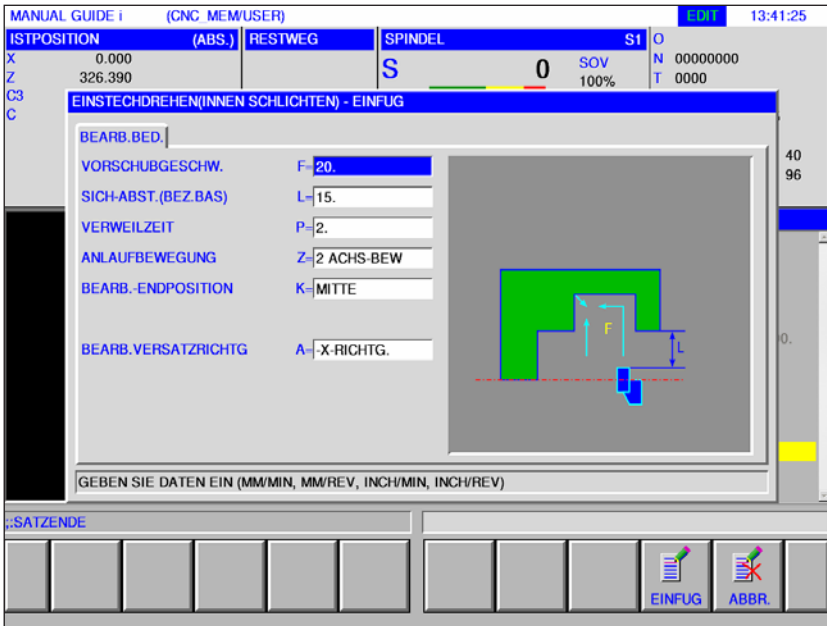 MANUAL GUIDE i (CNC_MEM/USER) EDIT 13:41:25
ISTPOSITION (ABS.) RESTWEG SPINDEL S1 O
X 0.000 S 0 SOV N 00000000
Z 326.390 100% T 0000
C3
C
EINSTECHDREHEN(INNEN SCHLICHTEN) - EINFUG
BEARB.BED.
VORSCHUBGESCHW. F= 20.
SICH-ABST.(BEZ.BAS) L= 15.
VERWEILZEIT P= 2.
ANLAUFBEWEGUNG Z= 2 ACHS-BEW
BEARB.-ENDPOSITION K= MITTE
BEARB.VERSATZRICHTG A= -X-RICHTG.
F
L
40
96
0.
GEBEN SIE DATEN EIN (MM/MIN, MM/REV, INCH/MIN, INCH/REV)
;:SATZENDE
EINFUG ABBR.